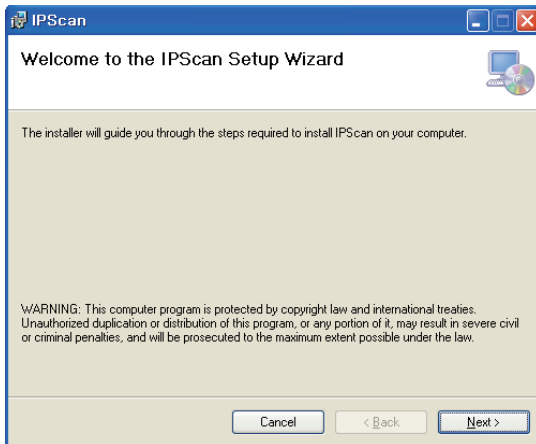 IPScan
Welcome to the IPScan Setup Wizard
The installer will guide you through the steps required to install IPScan on your computer.
WARNING: This computer program is protected by copyright law and international treaties.
Unauthorized duplication or distribution of this program, or any portion of it, may result in severe civil
or criminal penalties, and will be prosecuted to the maximum extent possible under the law.
Cancel
< Back
Next >